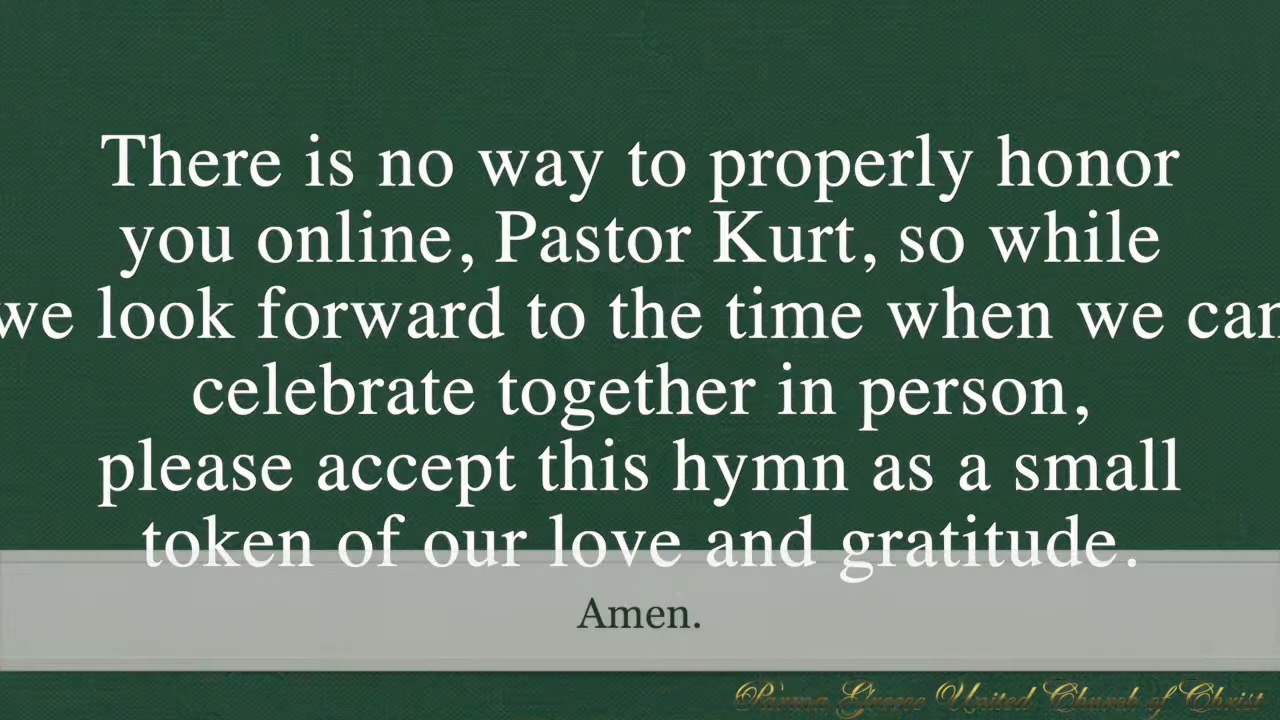 There is no way to properly honor
you online, Pastor Kurt, so while
we look forward to the time when we can
celebrate together in person,
please accept this hymn as a small
token of our love and gratitude.
Amen.
Parma Greece United Church of Christ